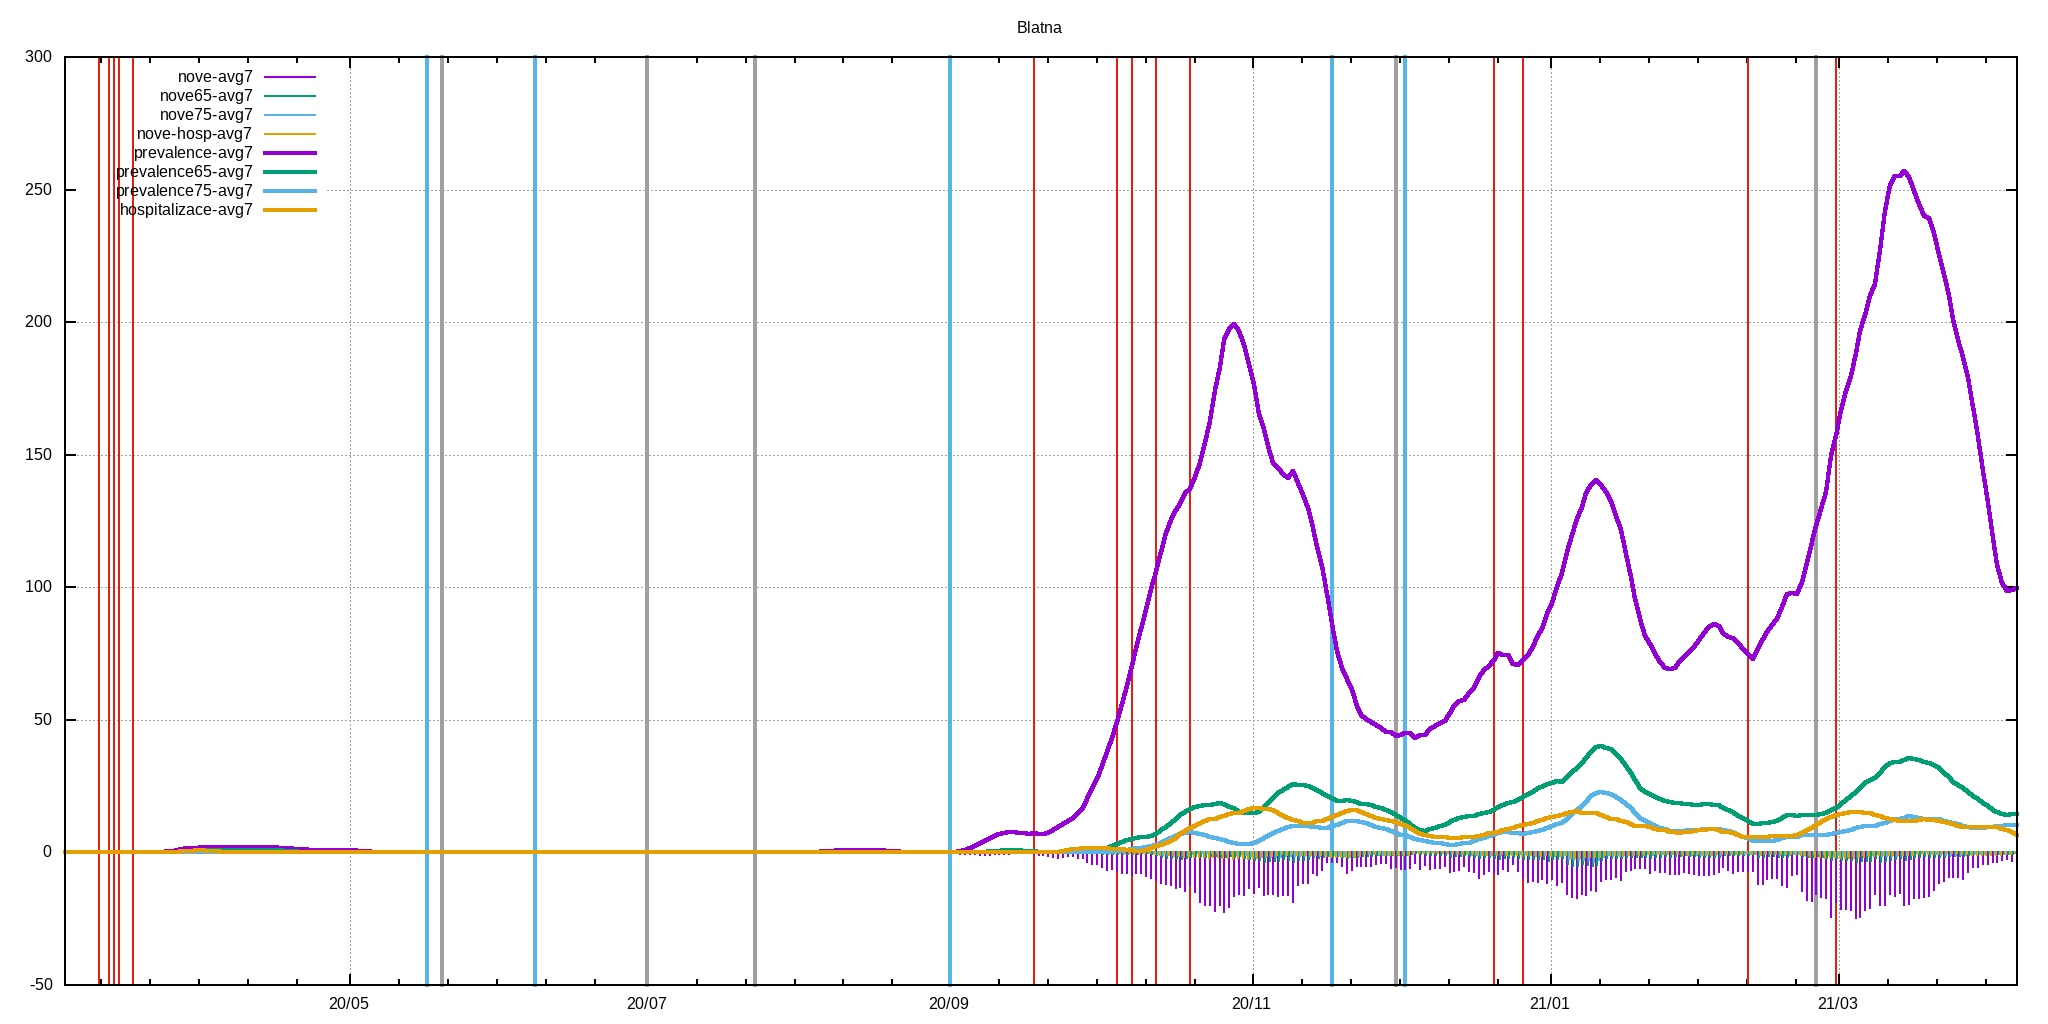 Blatna
300
250
200
150
100
50
0
-50
nove-avg7
nove65-avg7
nove75-avg7
nove-hosp-avg7
prevalence-avg7
prevalence65-avg7
prevalence75-avg7
hospitalizace-avg7
20/05 20/07 20/09 20/11 21/01 21/03